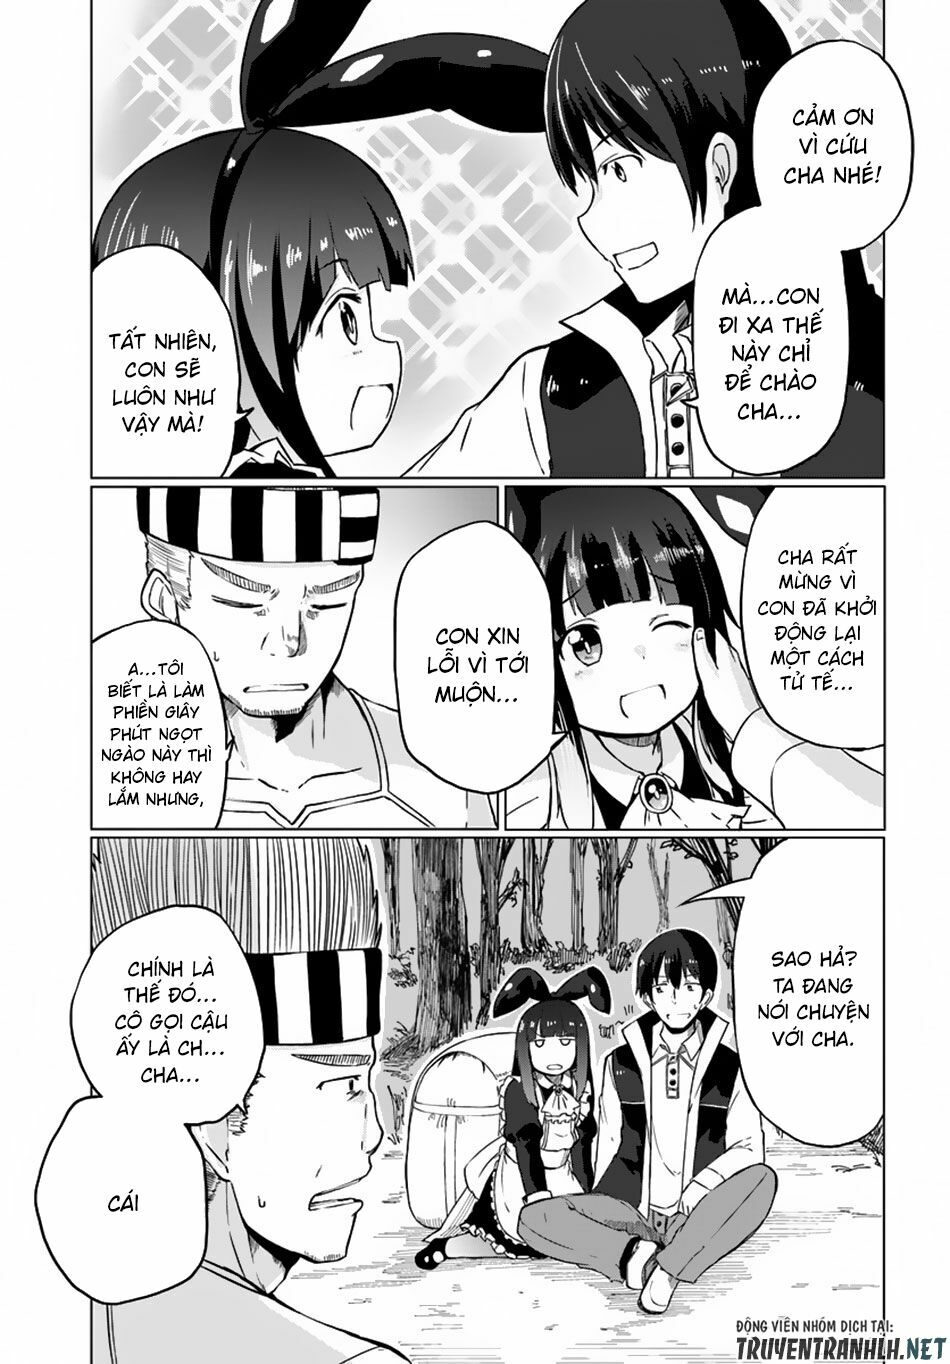 CẢM ƠN
VÌ CỨU
CHA NHÉ!
MÀ...CON
ĐI XA THẾ
NÀY CHỈ
ĐỂ CHÀO
CHA...
TẤT NHIÊN,
CON SẼ
LUÔN NHƯ
VẬY MÀ!
CHA RẤT
MỪNG VÌ
CON ĐÃ KHỞI
ĐỘNG LẠI
MỘT CÁCH
TỬ TẾ...
CON XIN
LỖI VÌ TỚI
MUỘN...
A...TÔI
BIẾT LÀ LÀM
PHIỀN GIÂY
PHÚT NGỌT
NGÀO NÀY THÌ
KHÔNG HAY
LẮM NHƯNG,
SAO HẢ?
TA ĐANG
NÓI CHUYỆN
VỚI CHA.
CHÍNH LÀ
THẾ ĐÓ...
CÔ GỌI CẬU
ẤY LÀ CH...
CHA...
CÁI
ĐỘNG VIÊN NHÓM DỊCH TẠI:
TRUYENTRANHLH.NET